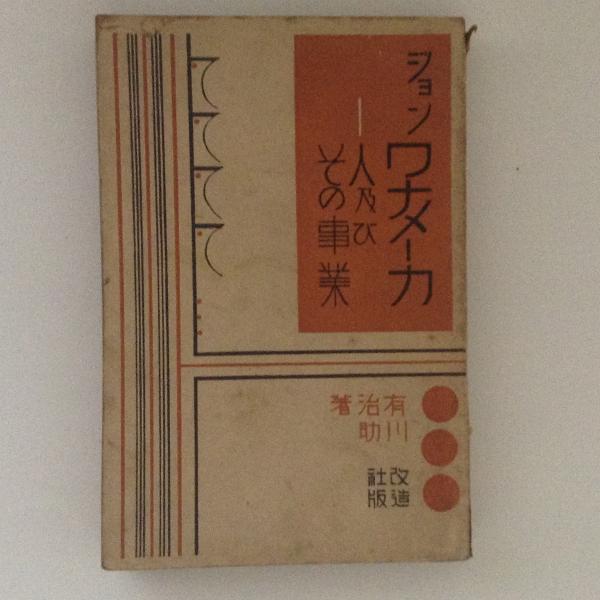 ジョン
ワナメーカー
人及び
その事業
有川
治助
著
改造
社版